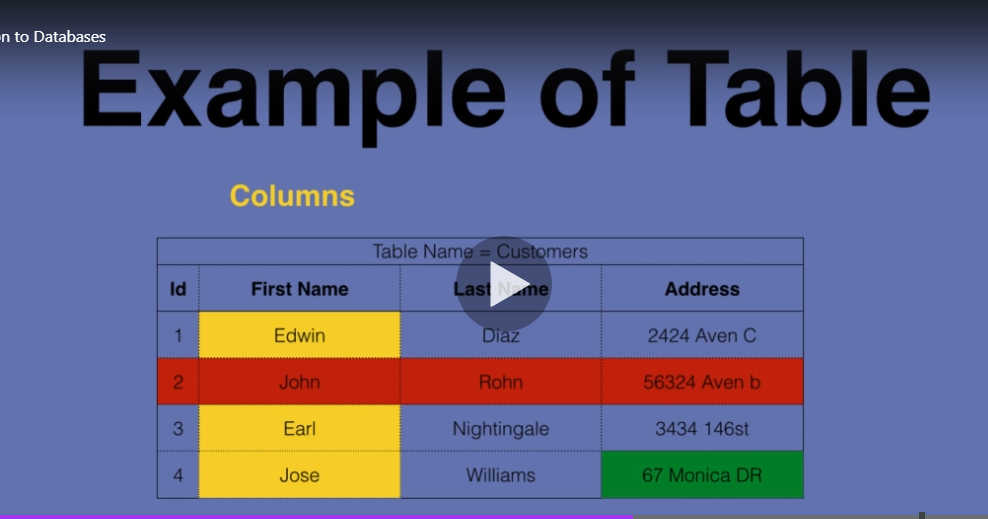 n to Databases
Example of Table
Columns
Table Name = Customers
Id First Name Last Name Address
1 Edwin Diaz 2424 Aven C
2 John Rohn 56324 Aven b
3 Earl Nightingale 3434 146st
4 Jose Williams 67 Monica DR